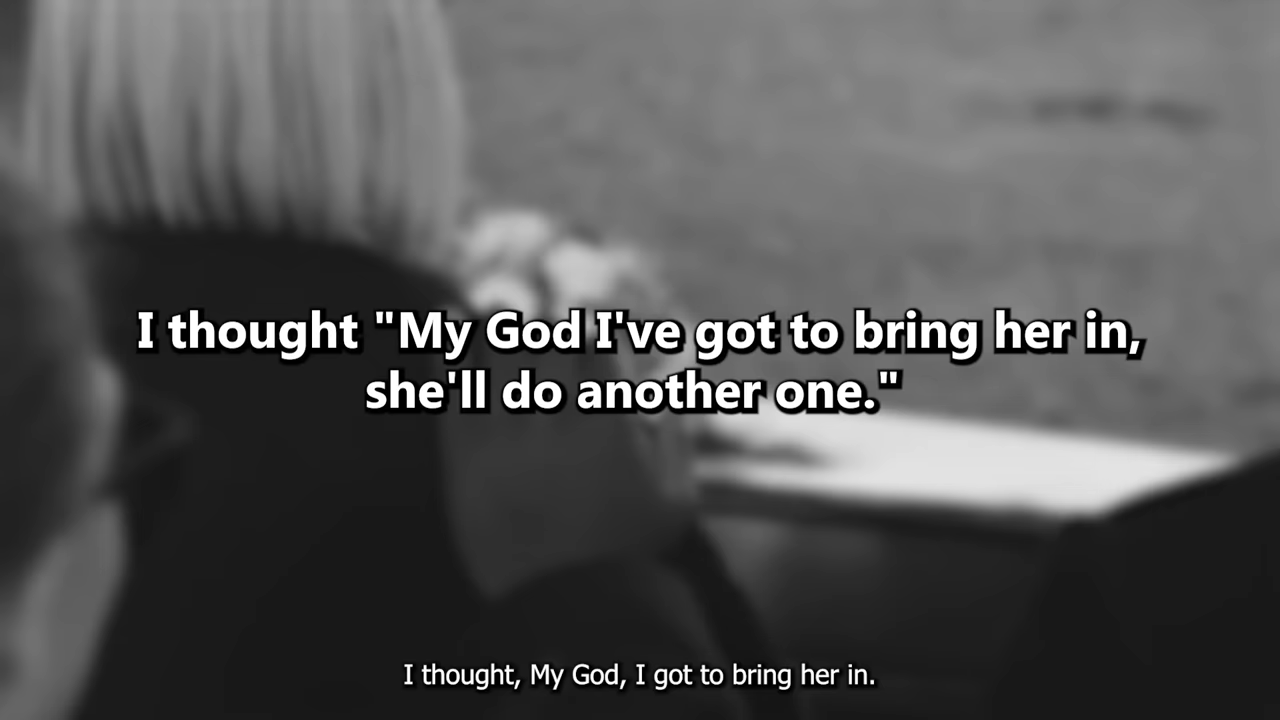 I thought "My God I've got to bring her in,
she'll do another one."
I thought, My God, I got to bring her in.